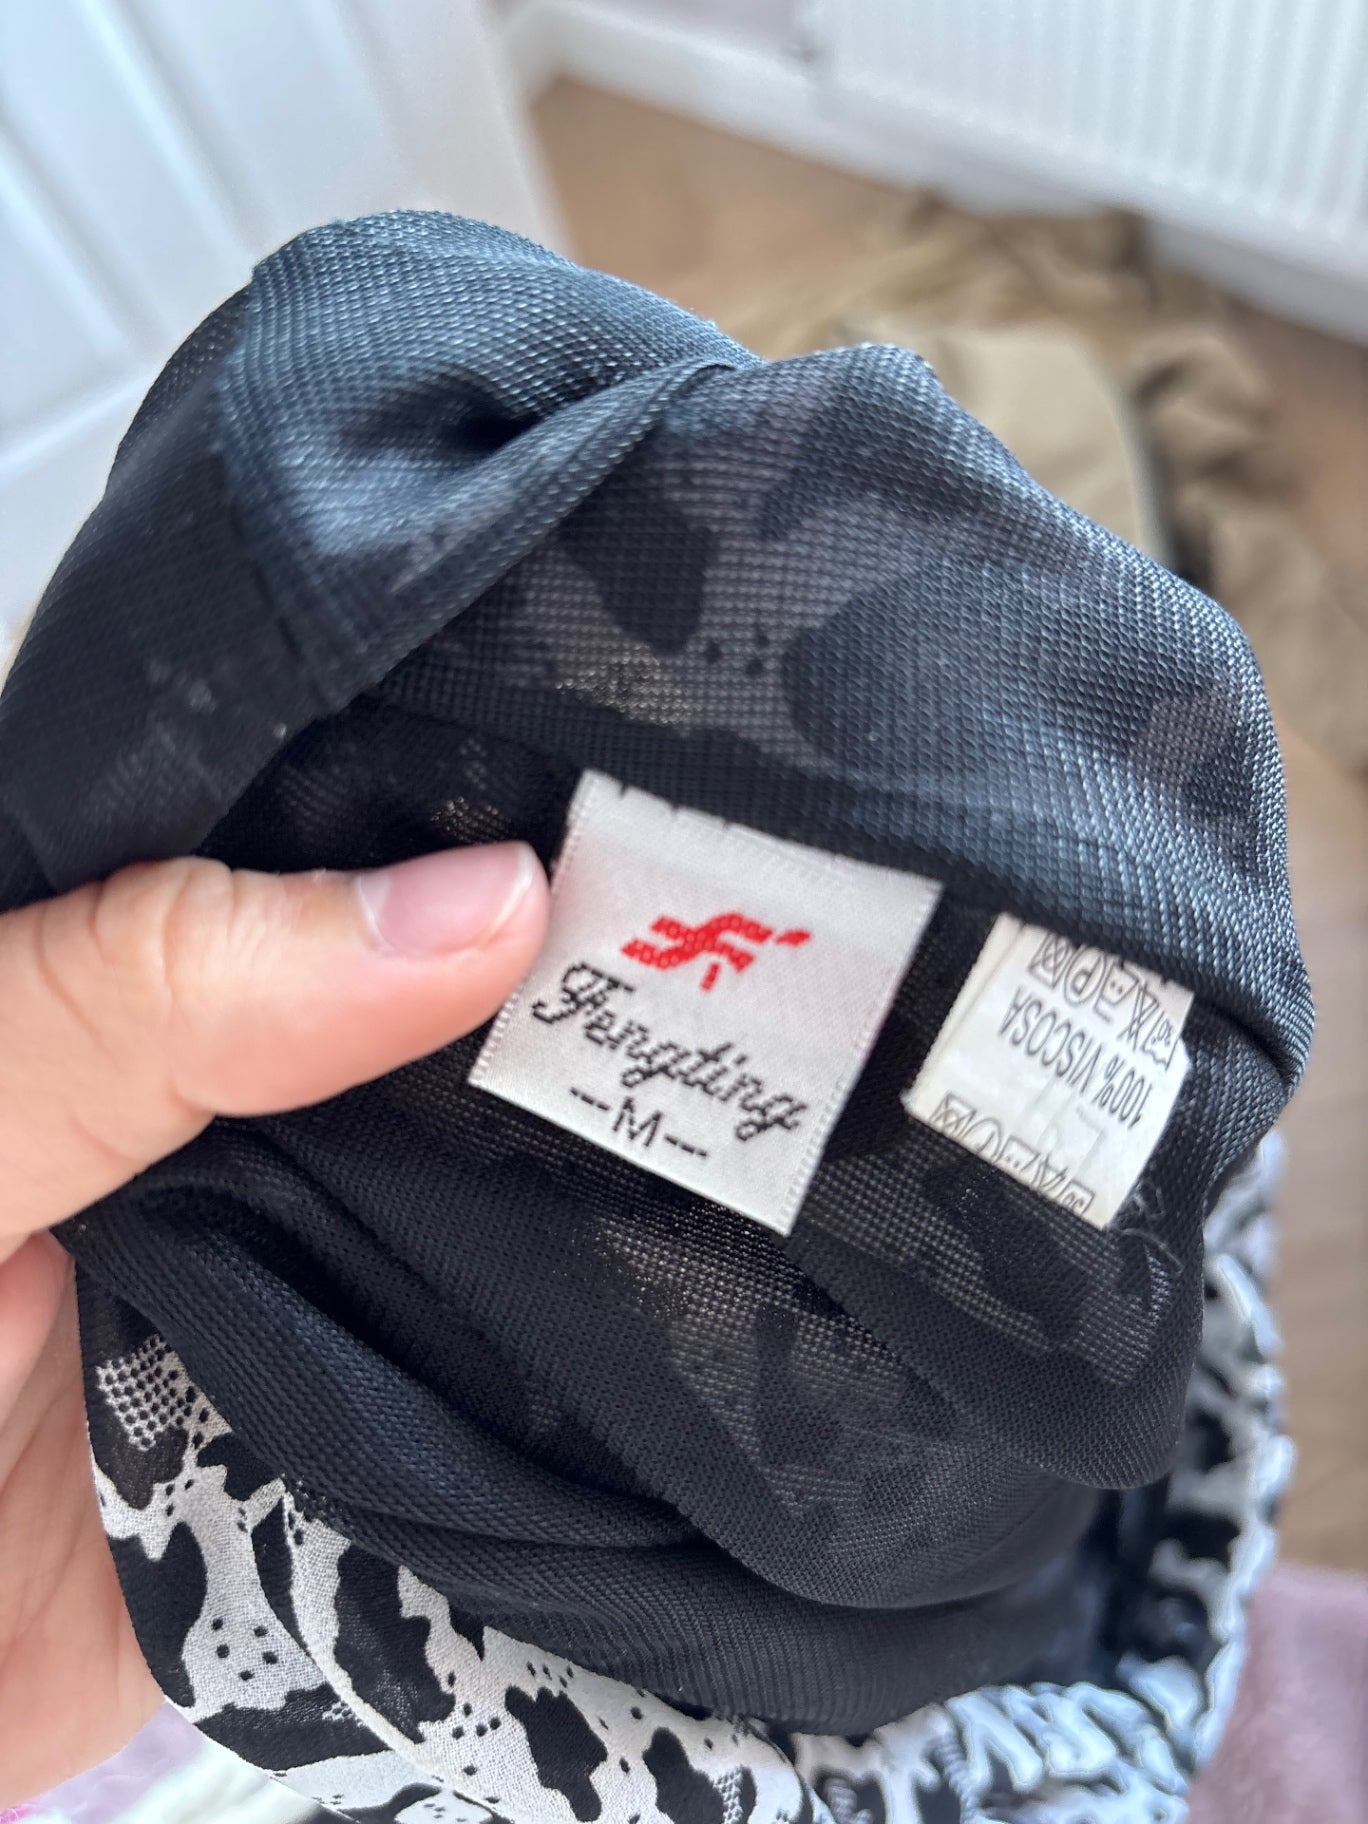 Fengting
--M--
100% VISCOSA